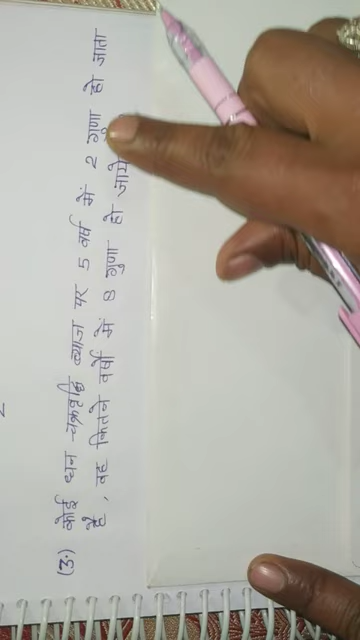 (3.) कोई धन चक्रवृद्धि ब्याज पर 5 वर्ष में 2 गुणा हो जाता
है, वह कितने वर्षो में 8 गुणा हो